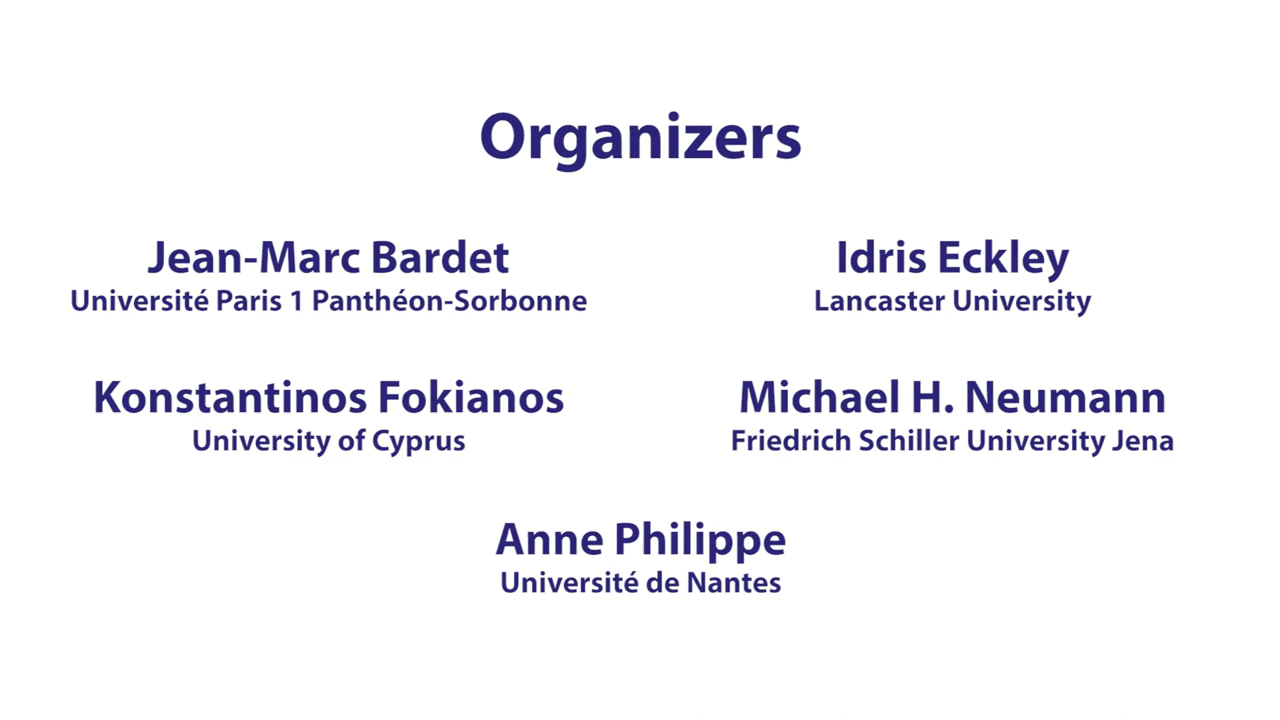 Organizers
Jean-Marc Bardet
Université Paris 1 Panthéon-Sorbonne
Idris Eckley
Lancaster University
Konstantinos Fokianos
University of Cyprus
Michael H. Neumann
Friedrich Schiller University Jena
Anne Philippe
Université de Nantes